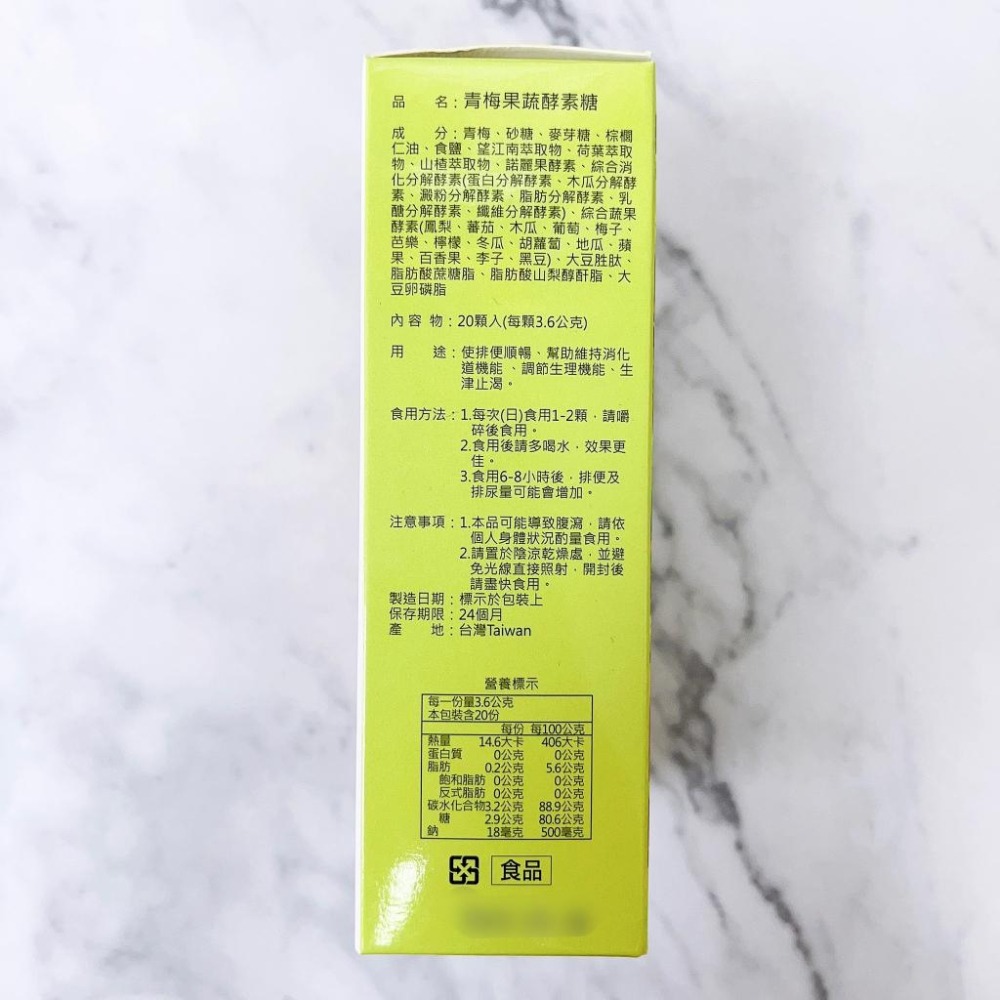 品　　名：青梅果蔬酵素糖
成　　分：青梅、砂糖、麥芽糖、棕櫚
仁油、食鹽、望江南萃取物、荷葉萃取
物、山楂萃取物、諾麗果酵素、綜合消
化分解酵素(蛋白分解酵素、木瓜分解酵
素、澱粉分解酵素、脂肪分解酵素、乳
醣分解酵素、纖維分解酵素)、綜合蔬果
酵素(鳳梨、蕃茄、木瓜、葡萄、梅子、
芭樂、檸檬、冬瓜、胡蘿蔔、地瓜、蘋
果、百香果、李子、黑豆)、大豆胜肽、
脂肪酸蔗糖脂、脂肪酸山梨醇酐脂、大
豆卵磷脂
內 容 物：20顆入(每顆3.6公克)
用　　途：使排便順暢、幫助維持消化
道機能 、調節生理機能、生
津止渴。
食用方法：1.每次(日)食用1-2顆，請嚼
碎後食用。
2.食用後請多喝水，效果更
佳。
3.食用6-8小時後，排便及
排尿量可能會增加。
注意事項：1.本品可能導致腹瀉，請依
個人身體狀況酌量食用。
2.請置於陰涼乾燥處，並避
免光線直接照射，開封後
請盡快食用。
製造日期：標示於包裝上
保存期限：24個月
產　　地：台灣Taiwan
營養標示
每一份量3.6公克
本包裝含20份
每份 每100公克
熱量 14.6大卡 406大卡
蛋白質 0公克 0公克
脂肪 0.2公克 5.6公克
飽和脂肪 0公克 0公克
反式脂肪 0公克 0公克
碳水化合物3.2公克 88.9公克
糖 2.9公克 80.6公克
鈉 18毫克 500毫克
食品